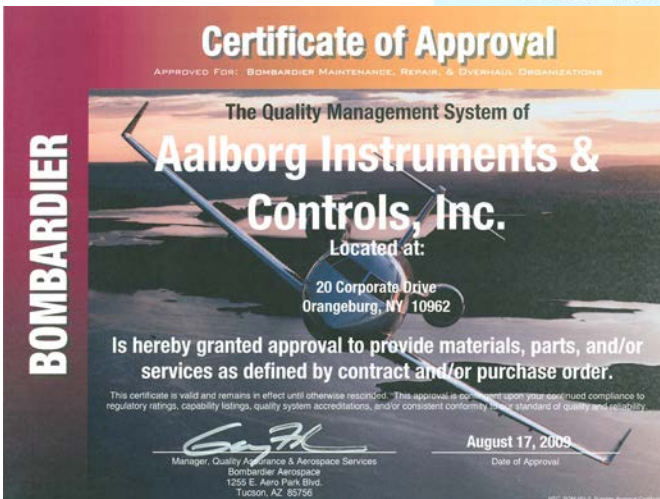 Certificate of Approval
APPROVED FOR: BOMBARDIER MAINTENANCE, REPAIR, & OVERHAUL ORGANIZATIONS
BOMBARDIER
The Quality Management System of
Aalborg Instruments &
Controls, Inc.
Located at:
20 Corporate Drive
Orangeburg, NY 10962
Is hereby granted approval to provide materials, parts, and/or
services as defined by contract and/or purchase order.
This certificate is valid and remains in effect until otherwise rescinded. This approval is contingent upon your continued compliance to
regulatory ratings, capability listings, quality system accreditations, and/or consistent conformity to our standard of quality and reliability.
Manager, Quality Assurance & Aerospace Services
Bombardier Aerospace
1255 E. Aero Park Blvd.
Tucson, AZ 85756
August 17, 2009
Date of Approval